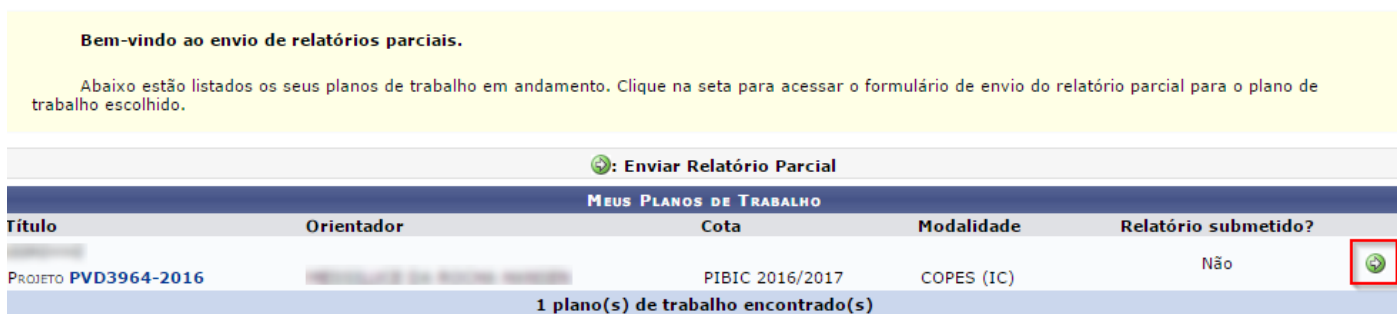 Bem-vindo ao envio de relatórios parciais.
Abaixo estão listados os seus planos de trabalho em andamento. Clique na seta para acessar o formulário de envio do relatório parcial para o plano de
trabalho escolhido.
: Enviar Relatório Parcial
Meus Planos de Trabalho
Título Orientador Cota Modalidade Relatório submetido?
Projeto PVD3964-2016 PIBIC 2016/2017 COPES (IC) Não
1 plano(s) de trabalho encontrado(s)